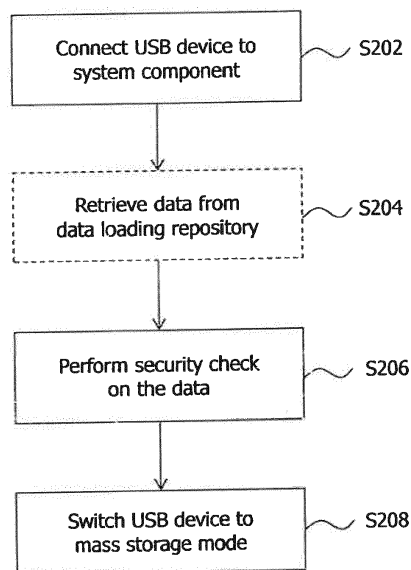 Connect USB device to
system component
S202
Retrieve data from
data loading repository
S204
Perform security check
on the data
S206
Switch USB device to
mass storage mode
S208